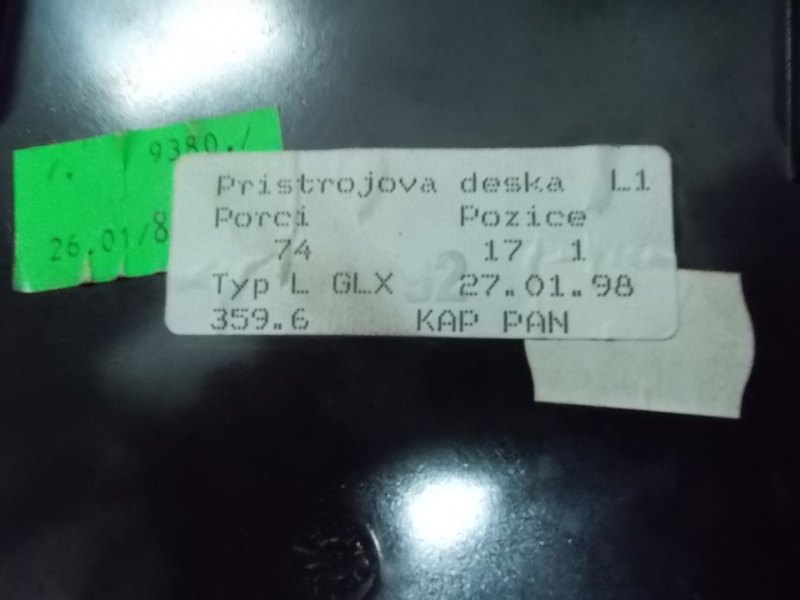 9380./
26.01/8
Pristrojova deska L1
Porci Pozice
74 17 1
Typ L GLX 27.01.98
359.6 KAP PAN